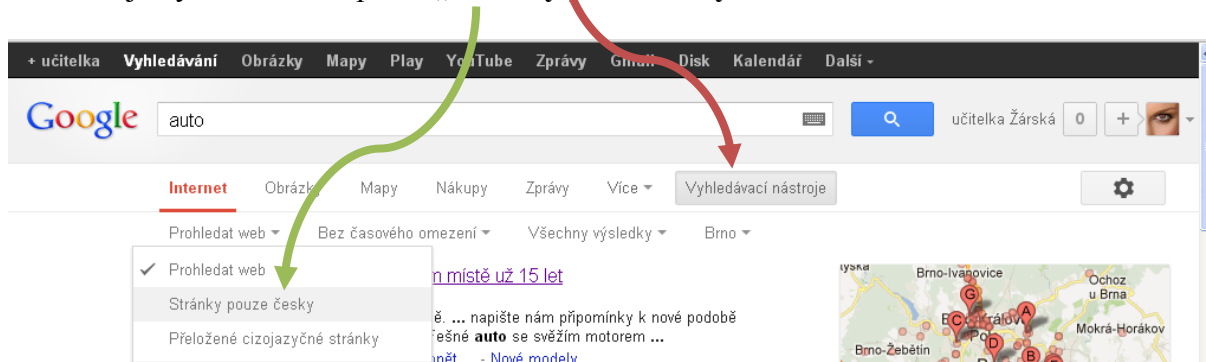 + učitelka Vyhledávání Obrázky Mapy Play YouTube Zprávy Gmail Disk Kalendář Další
Google auto učitelka Žárská 0 +
Internet Obrázky Mapy Nákupy Zprávy Více Vyhledávací nástroje
Prohledat web Bez časového omezení Všechny výsledky Brno
Prohledat web
m místě už 15 let
Stránky pouze česky
ě. ... napište nám připomínky k nové podobě
Přeložené cizojazyčné stránky
řešné auto se svěžím motorem ...
- Nové modely
Brno-Ivanovice
Ochoz
u Brna
Mokrá-Horákov
Brno-Žebětín
G
C
A
D
B